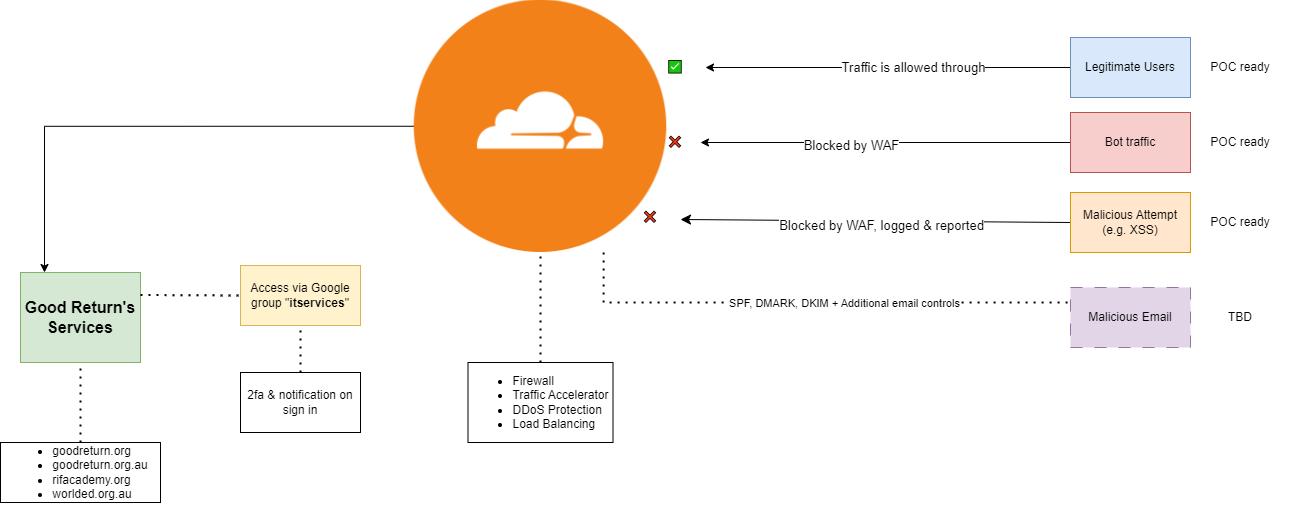 Traffic is allowed through
Legitimate Users
POC ready
Blocked by WAF
Bot traffic
POC ready
Blocked by WAF, logged & reported
Malicious Attempt
(e.g. XSS)
POC ready
SPF, DMARK, DKIM + Additional email controls
Malicious Email
TBD
Good Return's
Services
Access via Google
group "itservices"
2fa & notification on
sign in
Firewall
Traffic Accelerator
DDoS Protection
Load Balancing
goodreturn.org
goodreturn.org.au
rifacademy.org
worlded.org.au